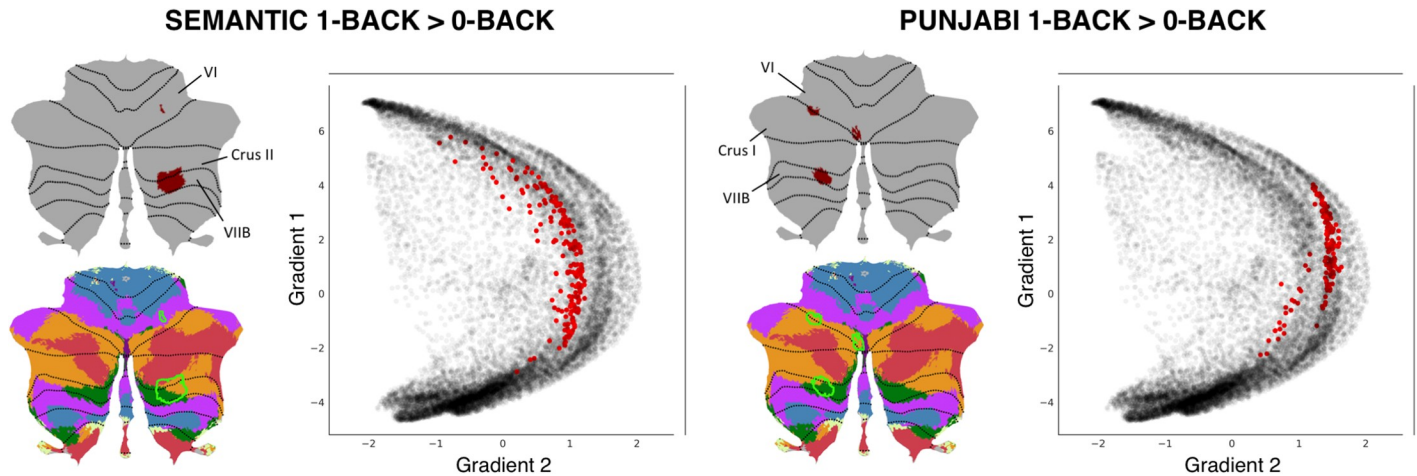 SEMANTIC 1-BACK > 0-BACK
VI
Crus II
VIIB
Gradient 1
6
4
2
0
−2
−4
−2
−1
0
1
2
Gradient 2
PUNJABI 1-BACK > 0-BACK
VI
Crus I
VIIB
Gradient 1
6
4
2
0
−2
−4
−2
−1
0
1
2
Gradient 2